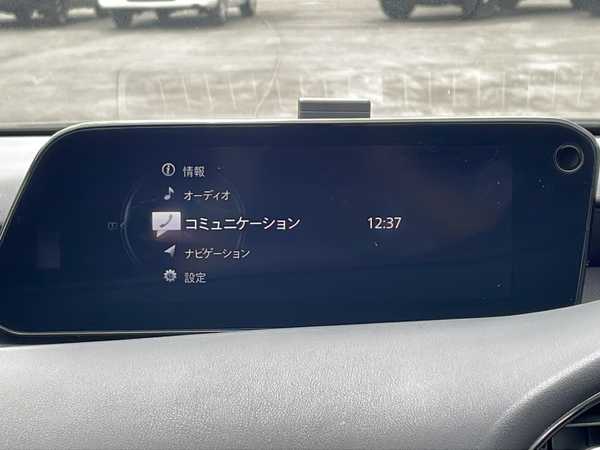 情報
オーディオ
コミュニケーション
12:37
ナビゲーション
設定